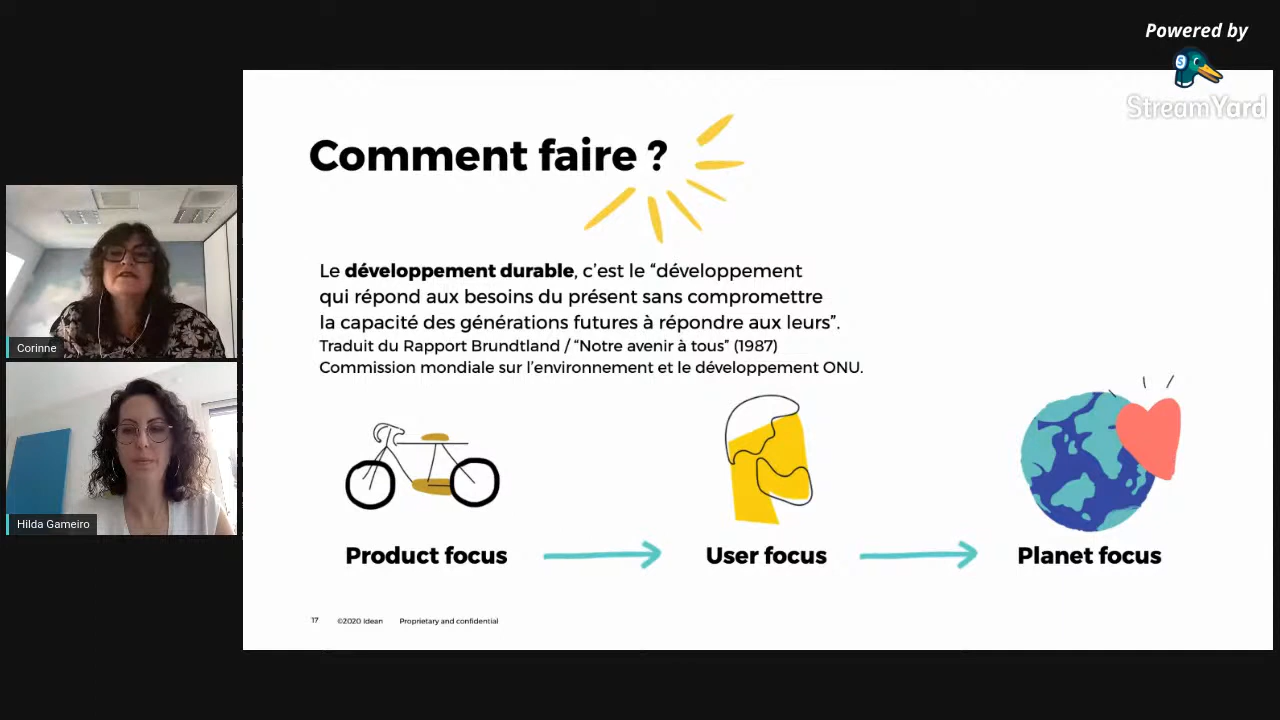 Powered by
StreamYard
Comment faire ?
Le développement durable, c’est le “développement
qui répond aux besoins du présent sans compromettre
la capacité des générations futures à répondre aux leurs”.
Traduit du Rapport Brundtland / “Notre avenir à tous” (1987)
Commission mondiale sur l’environnement et le développement ONU.
Corinne
Hilda Gameiro
Product focus
User focus
Planet focus
17 ©2020 Idean Proprietary and confidential